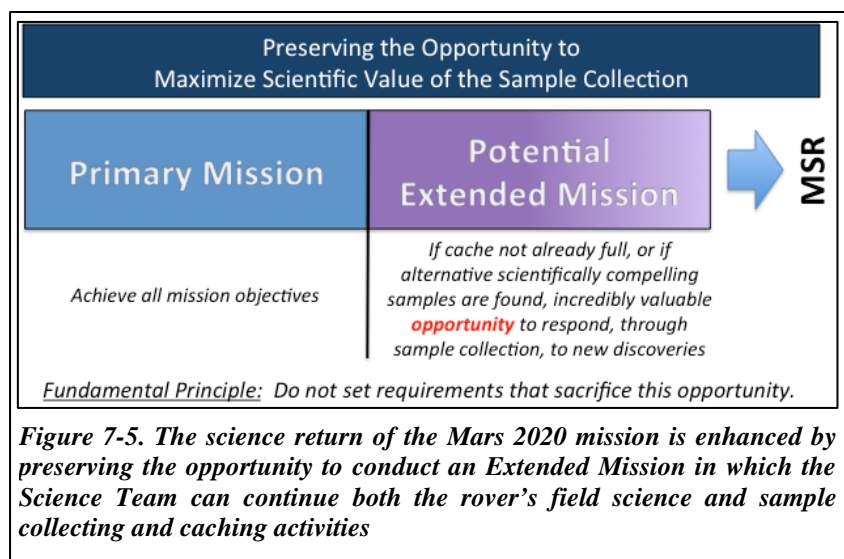 Preserving the Opportunity to
Maximize Scientific Value of the Sample Collection
Primary Mission
Potential
Extended Mission
MSR
Achieve all mission objectives
If cache not already full, or if
alternative scientifically compelling
samples are found, incredibly valuable
opportunity to respond, through
sample collection, to new discoveries
Fundamental Principle: Do not set requirements that sacrifice this opportunity.
Figure 7-5. The science return of the Mars 2020 mission is enhanced by
preserving the opportunity to conduct an Extended Mission in which the
Science Team can continue both the rover's field science and sample
collecting and caching activities